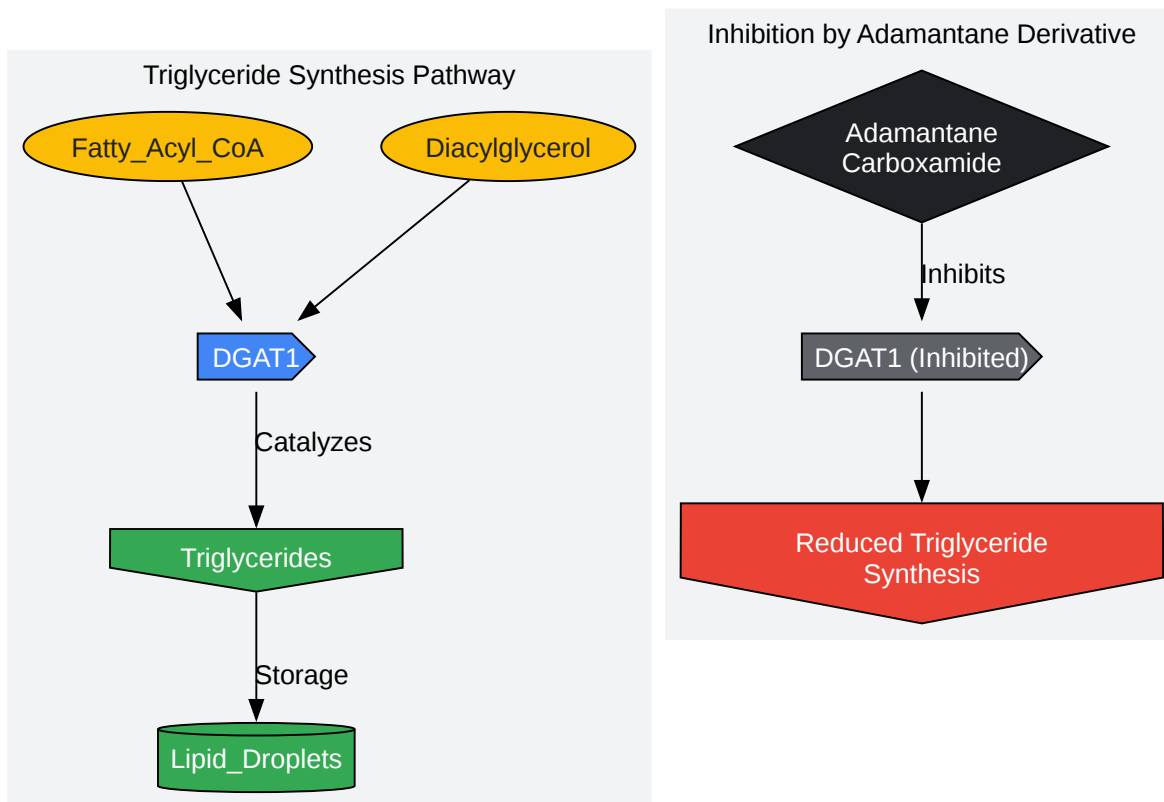 Triglyceride Synthesis Pathway
Fatty_Acyl_CoA
Diacylglycerol
DGAT1
Catalyzes
Triglycerides
Storage
Lipid_Droplets
Inhibition by Adamantane Derivative
Adamantane
Carboxamide
Inhibits
DGAT1 (Inhibited)
Reduced Triglyceride
Synthesis